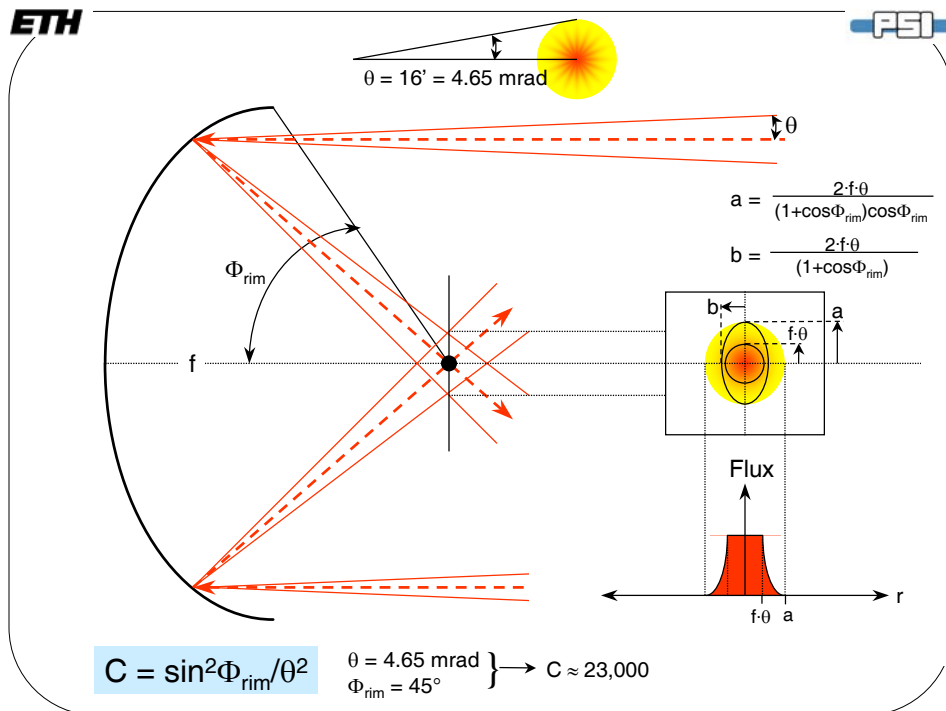 ETH
PSI
θ = 16' = 4.65 mrad
θ
a = 2·f·θ / (1+cosΦrim)cosΦrim
b = 2·f·θ / (1+cosΦrim)
Φrim
f
b
a
f·θ
Flux
r
f·θ a
C = sin²Φrim/θ²
θ = 4.65 mrad
Φrim = 45°
} → C ≈ 23,000